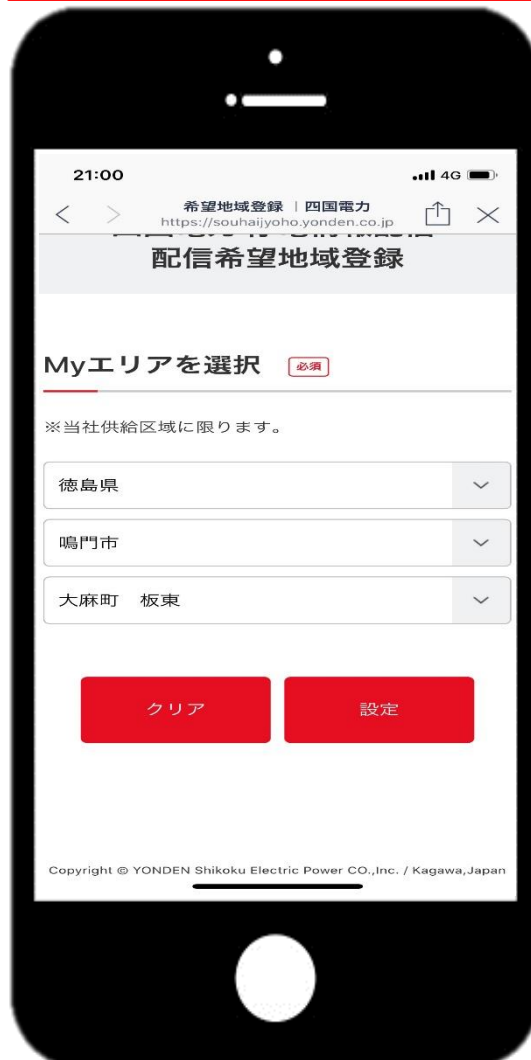 21:00
4G
希望地域登録 | 四国電力
https://souhaijyoho.yonden.co.jp
配信希望地域登録
Myエリアを選択 必須
※当社供給区域に限ります。
徳島県
鳴門市
大麻町 板東
クリア 設定
Copyright © YONDEN Shikoku Electric Power CO.,Inc. / Kagawa,Japan